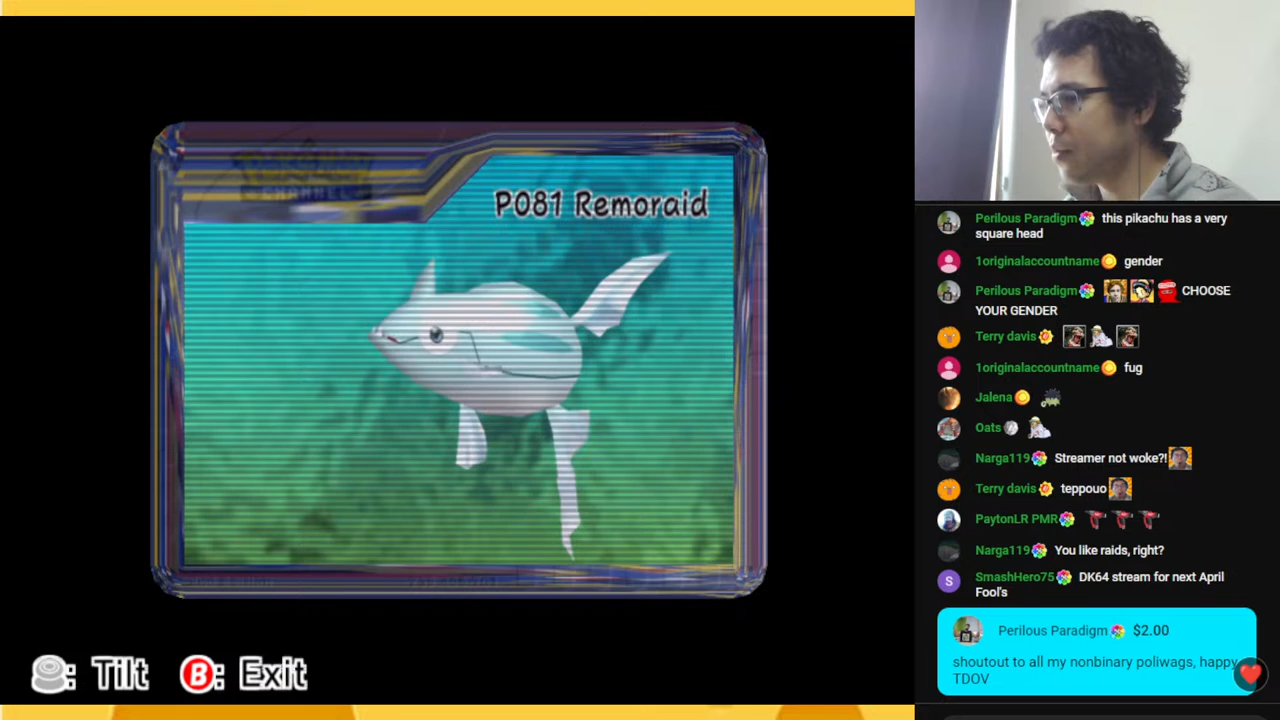 POKéMON
CHANNEL
P081 Remoraid
: Tilt B: Exit
Perilous Paradigm this pikachu has a very
square head
1originalaccountname gender
Perilous Paradigm CHOOSE
YOUR GENDER
Terry davis
1originalaccountname fug
Jalena
Oats
Narga119 Streamer not woke?!
Terry davis teppouo
PaytonLR PMR
Narga119 You like raids, right?
S SmashHero75 DK64 stream for next April
Fool's
Perilous Paradigm $2.00
shoutout to all my nonbinary poliwags, happy
TDOV